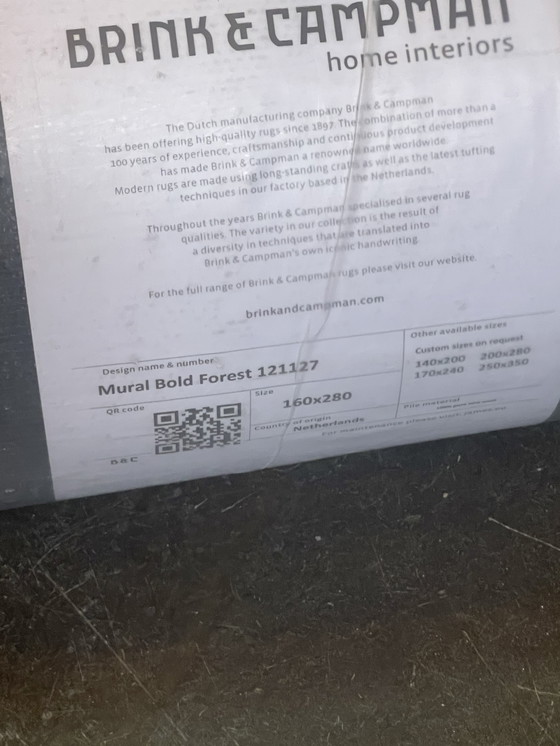 BRINK & CAMPMAN
home interiors
The Dutch manufacturing company Brink & Campman
has been offering high-quality rugs since 1897. The combination of more than a
100 years of experience, craftsmanship and continuous product development
has made Brink & Campman a renowned name worldwide.
Modern rugs are made using long-standing crafts as well as the latest tufting
techniques in our factory based in the Netherlands.
Throughout the years Brink & Campman specialised in several rug
qualities. The variety in our collection is the result of
a diversity in techniques that are translated into
Brink & Campman's own iconic handwriting.
For the full range of Brink & Campman rugs please visit our website.
brinkandcampman.com
Design name & number
Mural Bold Forest 121127
QR code
B&C
Size
160x280
Country of origin
Netherlands
Other available sizes
Custom sizes on request
140x200 200x280
170x240 250x350
Pile material
For maintenance please visit